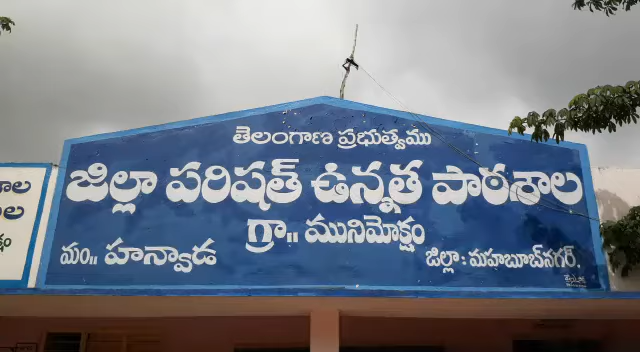 తెలంగాణ ప్రభుత్వము
జిల్లా పరిషత్ ఉన్నత పాఠశాల
గ్రా॥ మునిమోక్షం
మం॥ హన్వాడ
జిల్లా: మహబూబ్‌నగర్.